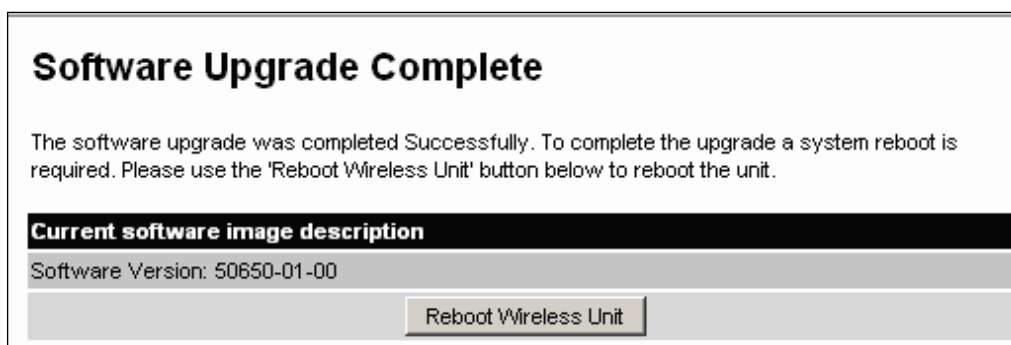 Software Upgrade Complete
The software upgrade was completed Successfully. To complete the upgrade a system reboot is
required. Please use the 'Reboot Wireless Unit' button below to reboot the unit.
Current software image description
Software Version: 50650-01-00
Reboot Wireless Unit